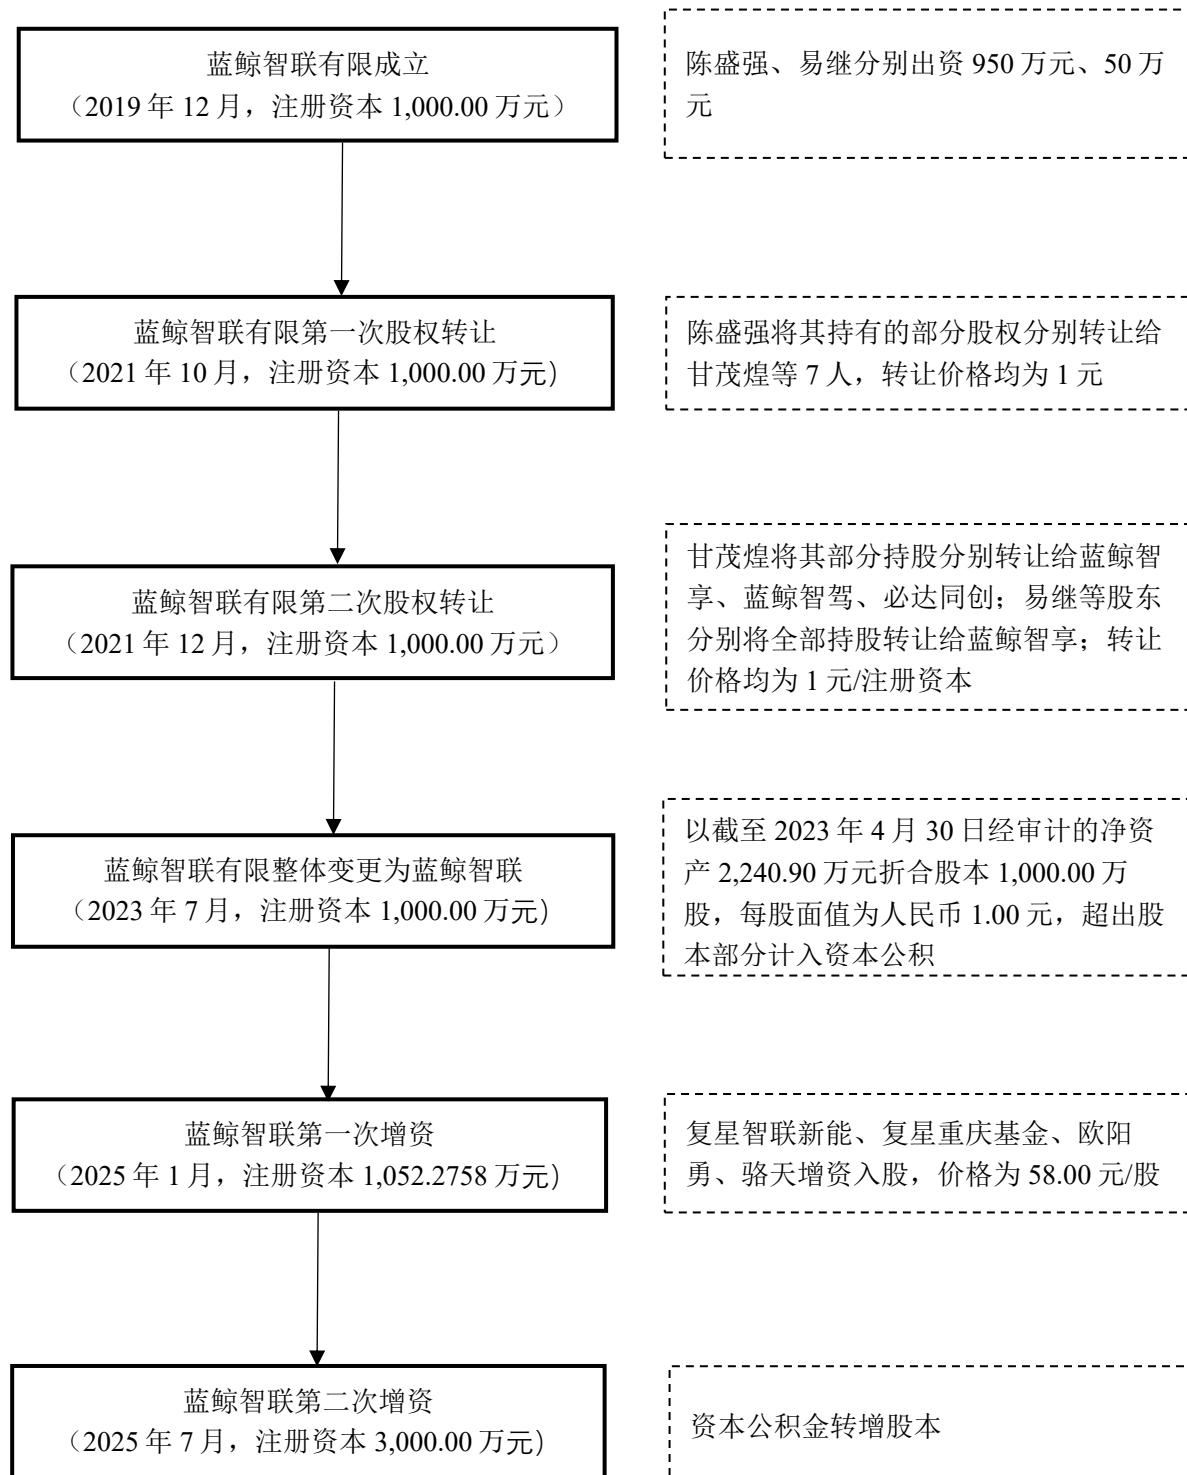 蓝鲸智联有限成立
（2019 年 12 月，注册资本 1,000.00 万元）
陈盛强、易继分别出资 950 万元、50 万
元
蓝鲸智联有限第一次股权转让
（2021 年 10 月，注册资本 1,000.00 万元）
陈盛强将其持有的部分股权分别转让给
甘茂煌等 7 人，转让价格均为 1 元
蓝鲸智联有限第二次股权转让
（2021 年 12 月，注册资本 1,000.00 万元）
甘茂煌将其部分持股分别转让给蓝鲸智
享、蓝鲸智驾、必达同创；易继等股东
分别将全部持股转让给蓝鲸智享；转让
价格均为 1 元/注册资本
蓝鲸智联有限整体变更为蓝鲸智联
（2023 年 7 月，注册资本 1,000.00 万元）
以截至 2023 年 4 月 30 日经审计的净资
产 2,240.90 万元折合股本 1,000.00 万
股，每股面值为人民币 1.00 元，超出股
本部分计入资本公积
蓝鲸智联第一次增资
（2025 年 1 月，注册资本 1,052.2758 万元）
复星智联新能、复星重庆基金、欧阳
勇、骆天增资入股，价格为 58.00 元/股
蓝鲸智联第二次增资
（2025 年 7 月，注册资本 3,000.00 万元）
资本公积金转增股本